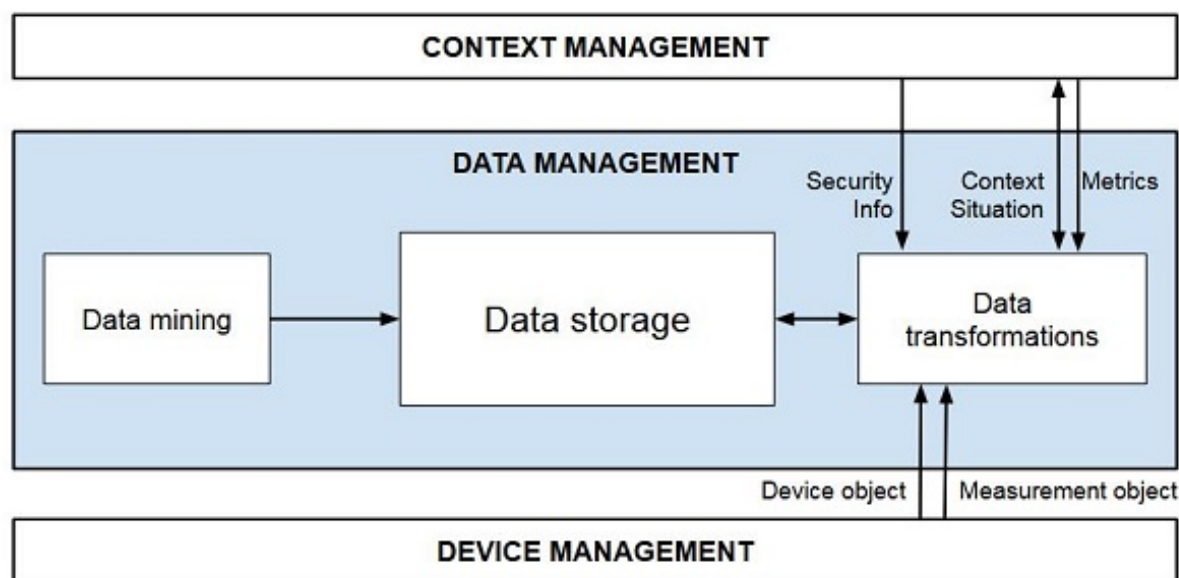 CONTEXT MANAGEMENT
DATA MANAGEMENT
Security
Info
Context
Situation
Metrics
Data mining
Data storage
Data
transformations
Device object
Measurement object
DEVICE MANAGEMENT